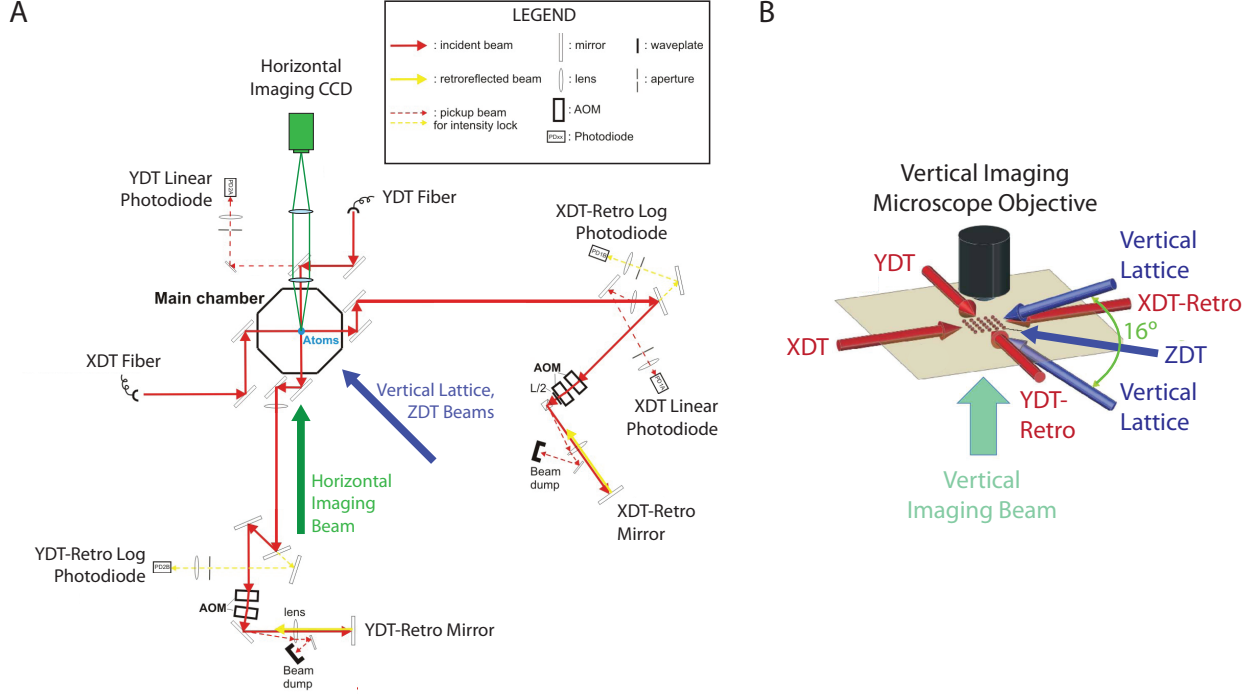 A
LEGEND
: incident beam
: mirror
: waveplate
: retroreflected beam
: lens
: aperture
: pickup beam
for intensity lock
: AOM
PDxx
: Photodiode
Horizontal
Imaging CCD
YDT Linear
Photodiode
PD2A
YDT Fiber
XDT-Retro Log
Photodiode
PD1B
Main chamber
Atoms
XDT Fiber
Vertical Lattice,
ZDT Beams
AOM
L/2
XDT Linear
Photodiode
Beam
dump
XDT-Retro
Mirror
Horizontal
Imaging
Beam
YDT-Retro Log
Photodiode
PD2B
AOM
lens
YDT-Retro Mirror
Beam
dump
B
Vertical Imaging
Microscope Objective
YDT
Vertical
Lattice
XDT-Retro
16°
XDT
ZDT
YDT-
Retro
Vertical
Lattice
Vertical
Imaging Beam